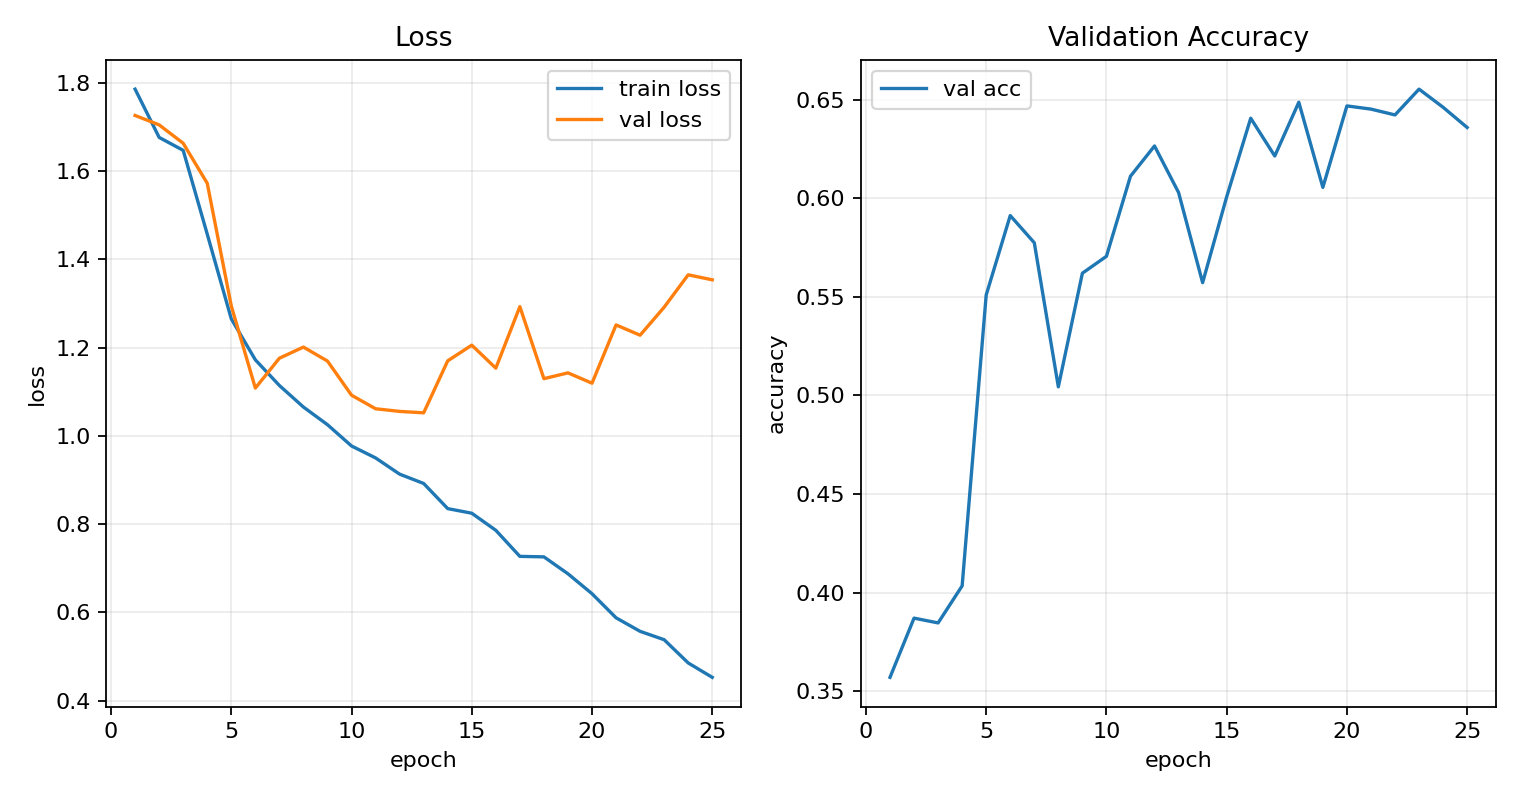 Loss
1.8
1.6
1.4
1.2
1.0
0.8
0.6
0.4
loss
train loss
val loss
0 5 10 15 20 25
epoch
Validation Accuracy
0.65
0.60
0.55
0.50
0.45
0.40
0.35
accuracy
val acc
0 5 10 15 20 25
epoch